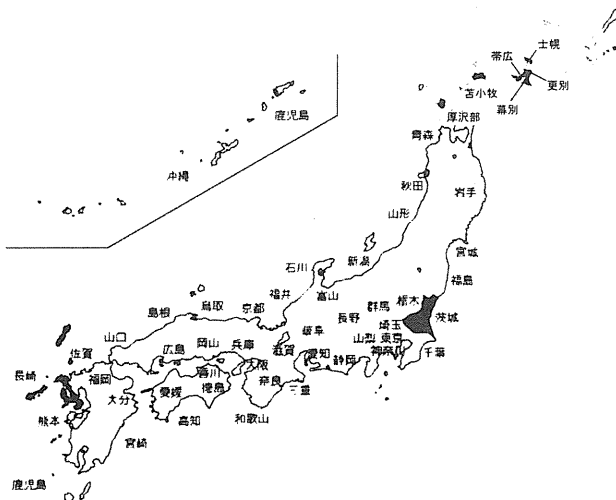 士幌
帯広
更別
苫小牧
幕別
厚沢部
青森
鹿児島
沖縄
秋田
岩手
山形
宮城
新潟
石川
福島
福井
富山
栃木
群馬
茨城
島根
鳥取
京都
長野
埼玉
岐阜
山梨
東京
山口
神奈川
千葉
佐賀
広島
岡山
兵庫
滋賀
愛知
静岡
大阪
長崎
福岡
香川
奈良
三重
大分
愛媛
徳島
熊本
高知
和歌山
宮崎
鹿児島